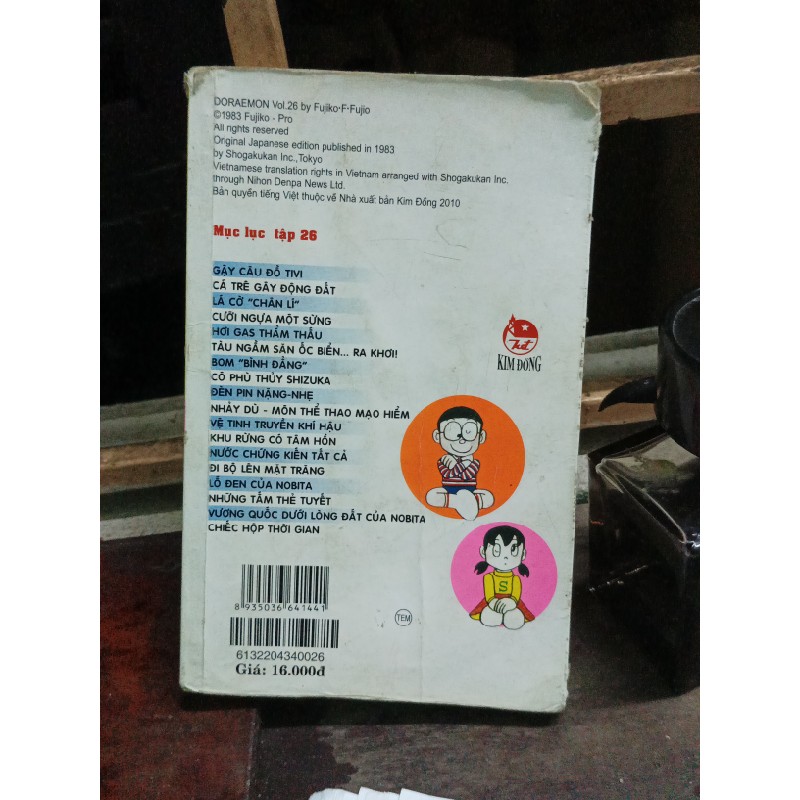 DORAEMON Vol.26 by Fujiko·F·Fujio
©1983 Fujiko - Pro
All rights reserved
Orginal Japanese edition published in 1983
by Shogakukan Inc.,Tokyo
Vietnamese translation rights in Vietnam arranged with Shogakukan Inc.
through Nihon Denpa News Ltd.
Bản quyền tiếng Việt thuộc về Nhà xuất bản Kim Đồng 2010
Mục lục tập 26
GẬY CÂU ĐỒ TIVI
CÁ TRÊ GÂY ĐỘNG ĐẤT
LÁ CỜ "CHÂN LÍ"
CƯỠI NGỰA MỘT SỪNG
HƠI GAS THẨM THẤU
TÀU NGẦM SĂN ỐC BIỂN... RA KHƠI!
BOM "BÌNH ĐẲNG"
CÔ PHÙ THỦY SHIZUKA
ĐÈN PIN NẶNG-NHẸ
NHẢY DÙ - MÔN THỂ THAO MẠO HIỂM
VỆ TINH TRUYỀN KHÍ HẬU
KHU RỪNG CÓ TÂM HỒN
NƯỚC CHỨNG KIẾN TẤT CẢ
ĐI BỘ LÊN MẶT TRĂNG
LỖ ĐEN CỦA NOBITA
NHỮNG TẤM THẺ TUYẾT
VƯƠNG QUỐC DƯỚI LÒNG ĐẤT CỦA NOBITA
CHIẾC HỘP THỜI GIAN
KIM ĐỒNG
S
8 935036 641441
TEM
6132204340026
Giá: 16.000đ